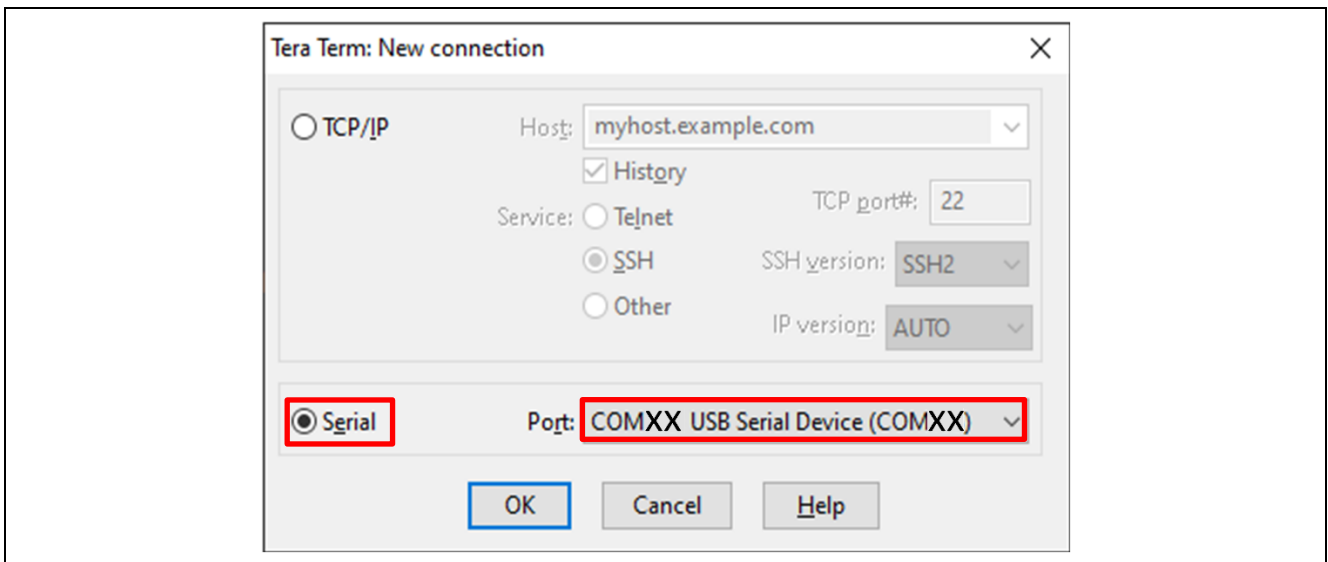 Tera Term: New connection
TCP/IP
Host: myhost.example.com
History
Service: Telnet
TCP port#: 22
SSH
SSH version: SSH2
Other
IP version: AUTO
Serial
Port: COMXX USB Serial Device (COMXX)
OK Cancel Help